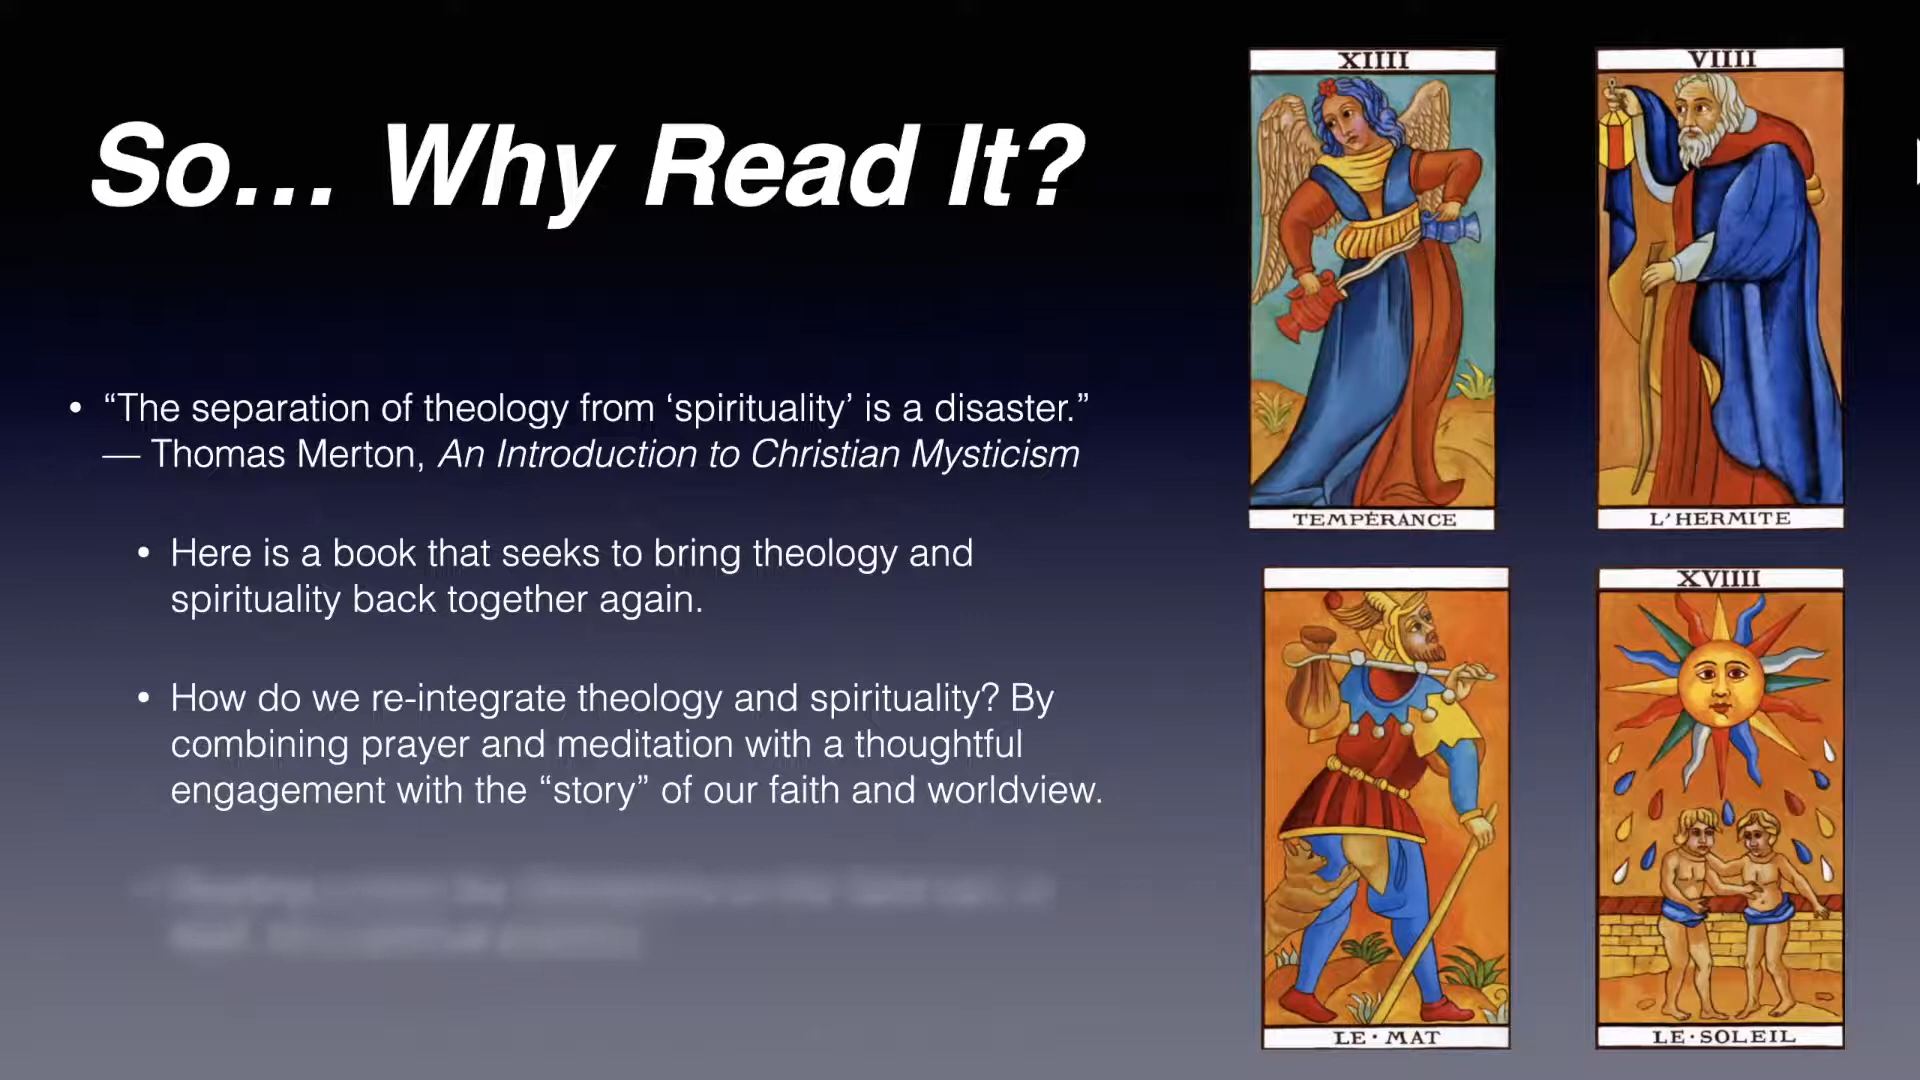 So... Why Read It?
• “The separation of theology from ‘spirituality’ is a disaster.”
— Thomas Merton, An Introduction to Christian Mysticism
• Here is a book that seeks to bring theology and
spirituality back together again.
• How do we re-integrate theology and spirituality? By
combining prayer and meditation with a thoughtful
engagement with the “story” of our faith and worldview.
XIIII
TEMPÉRANCE
VIIII
L’HERMITE
LE·MAT
XVIIII
LE·SOLEIL